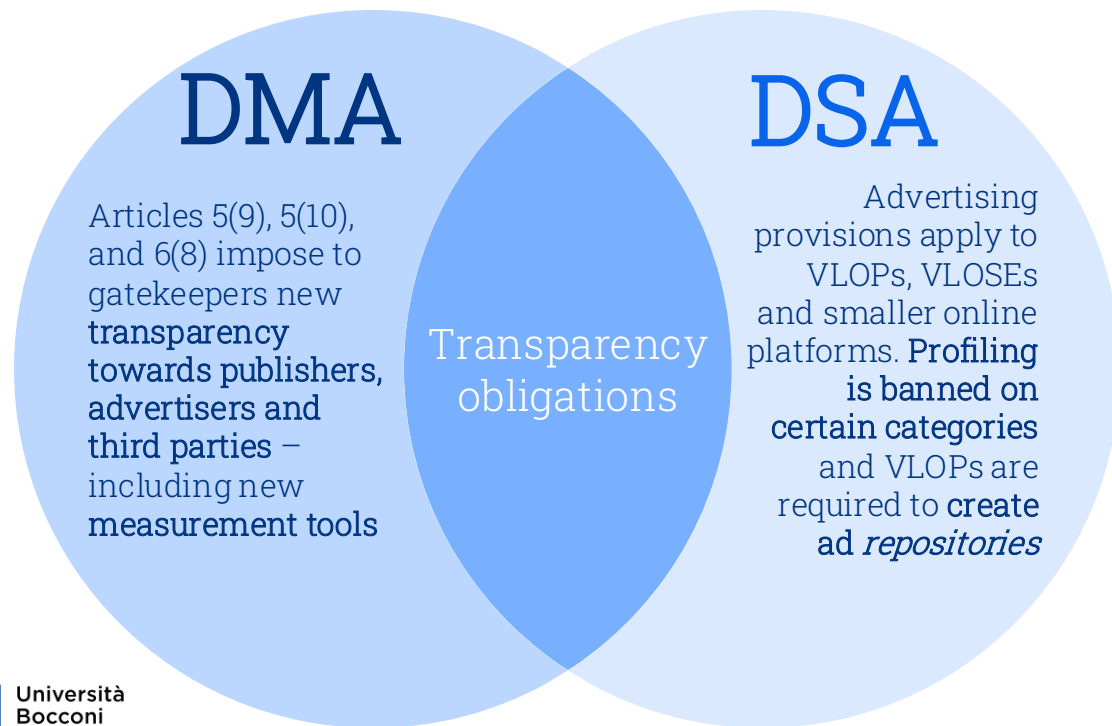 DMA
Articles 5(9), 5(10),
and 6(8) impose to
gatekeepers new
transparency
towards publishers,
advertisers and
third parties –
including new
measurement tools
Transparency
obligations
DSA
Advertising
provisions apply to
VLOPs, VLOSEs
and smaller online
platforms. Profiling
is banned on
certain categories
and VLOPs are
required to create
ad repositories
Università
Bocconi